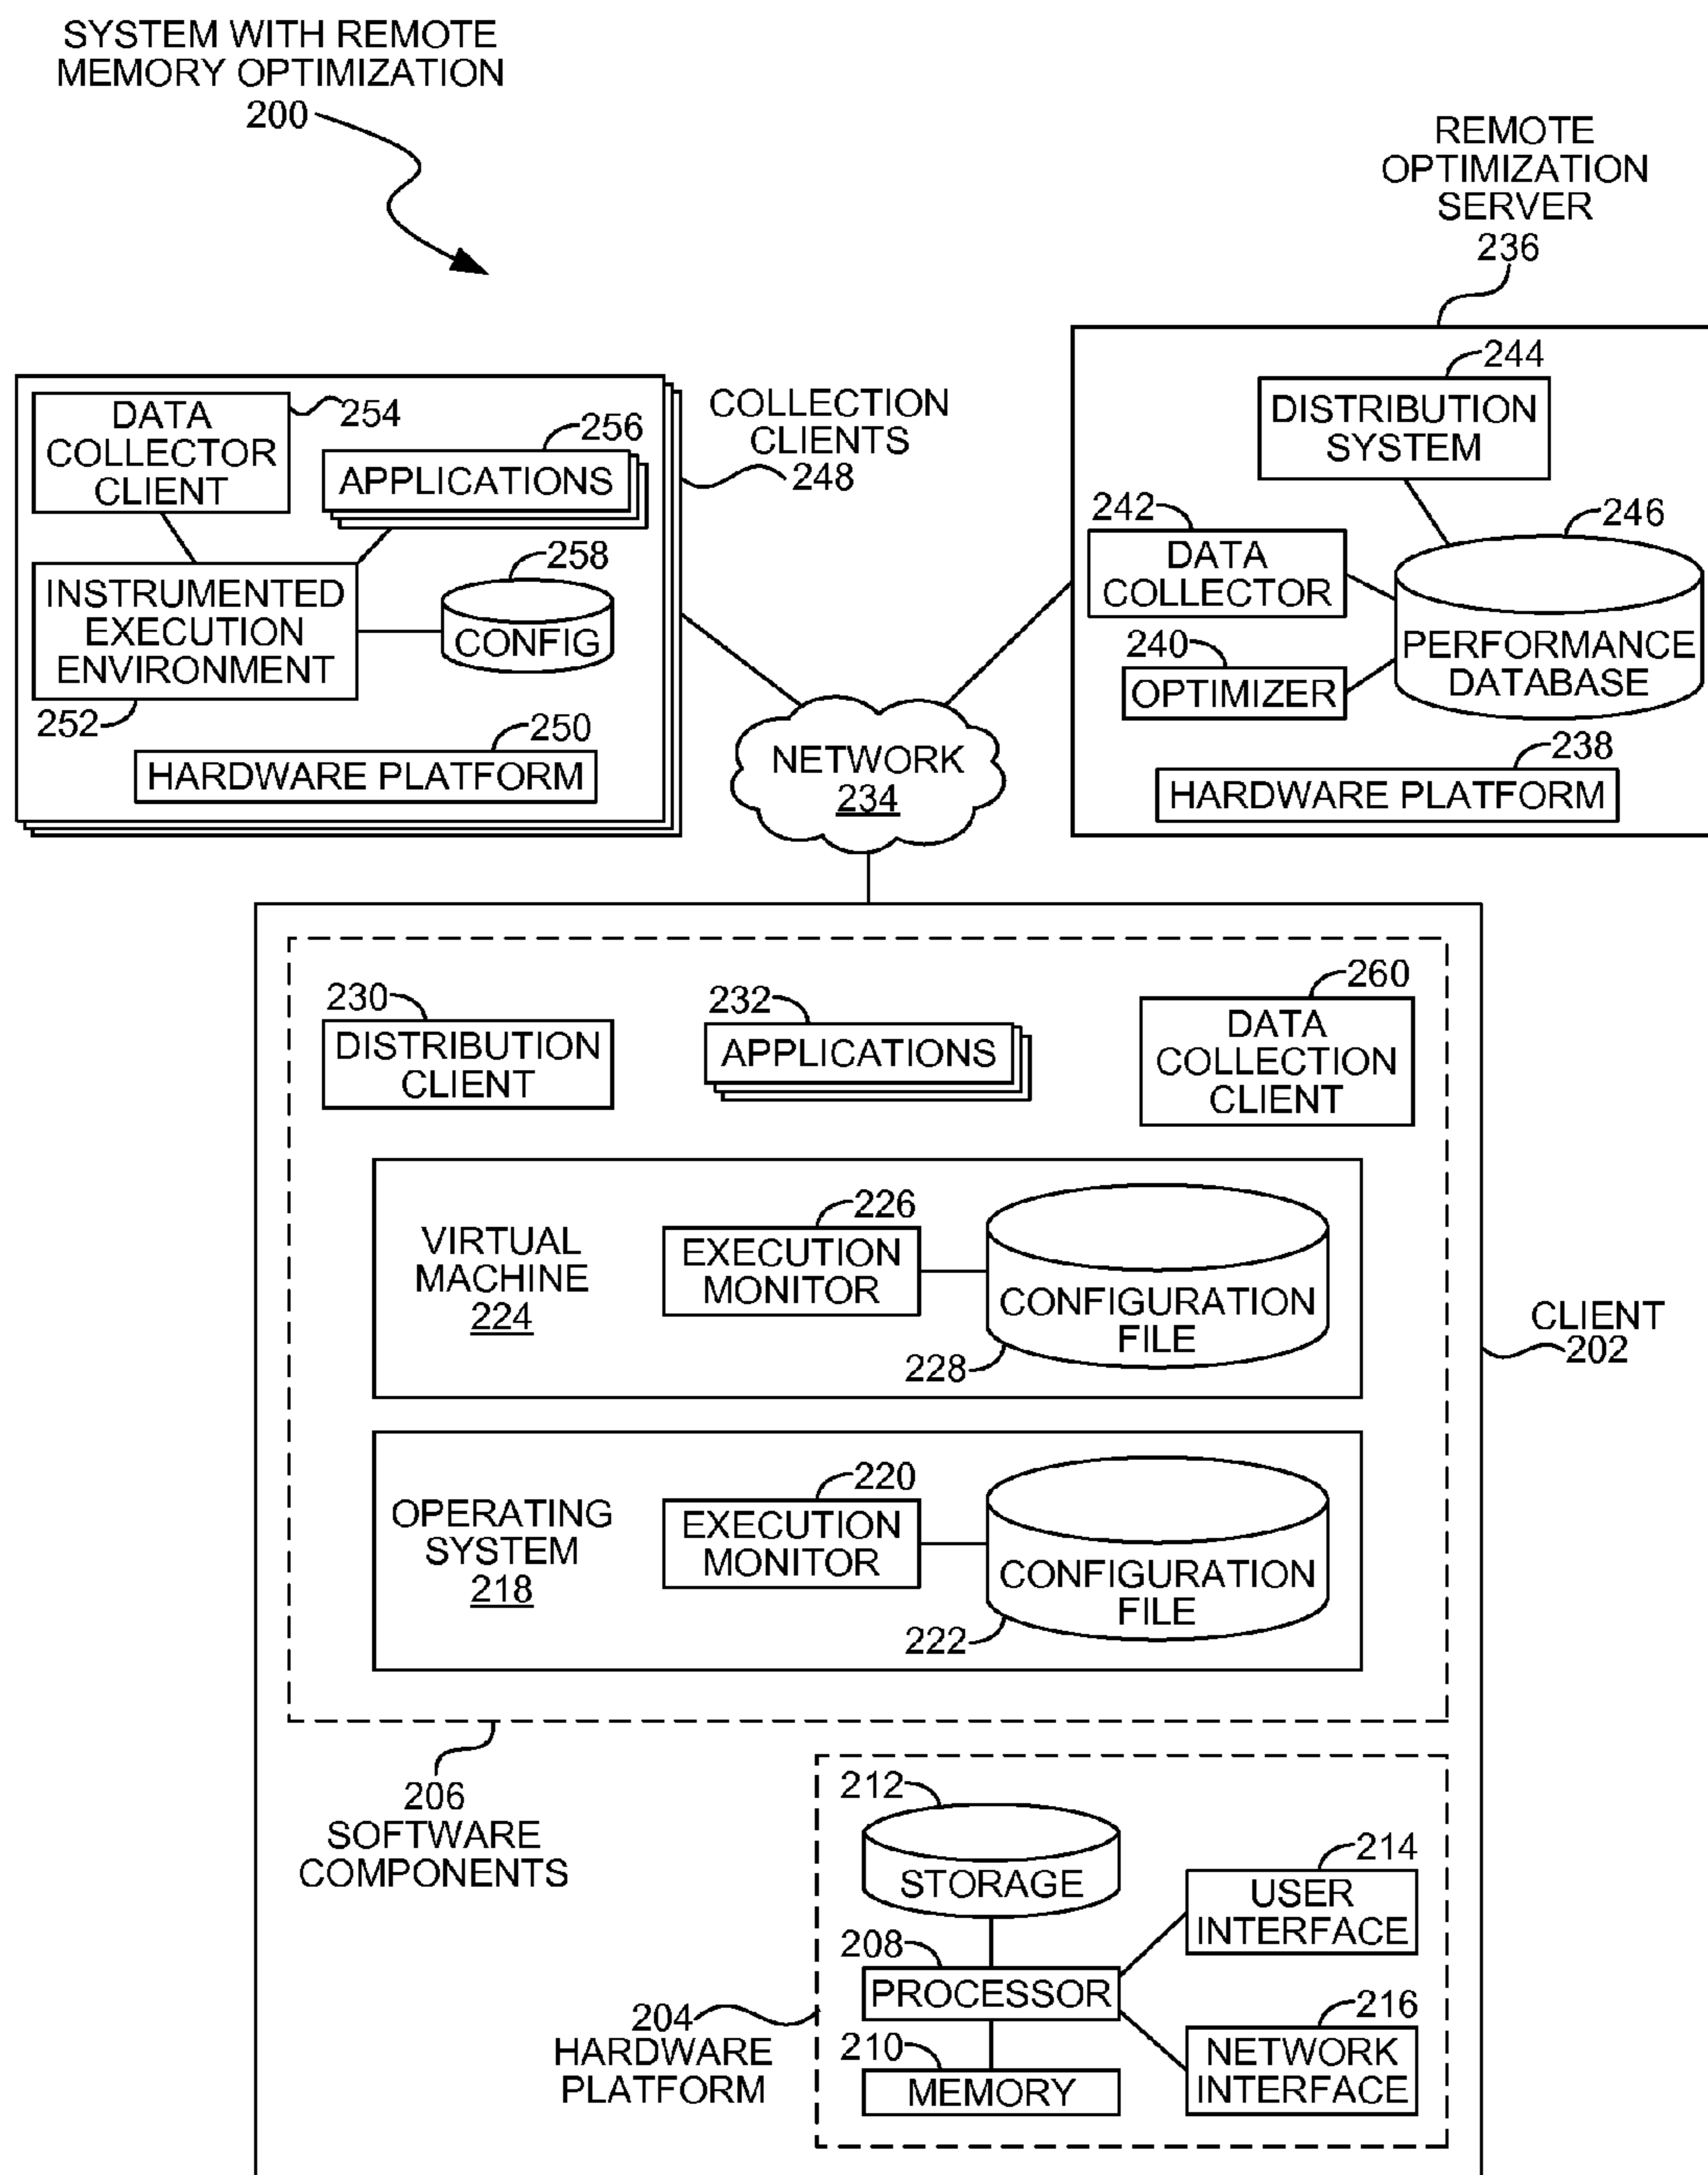 SYSTEM WITH REMOTE
MEMORY OPTIMIZATION
200
REMOTE
OPTIMIZATION
SERVER
236
DATA
COLLECTOR
CLIENT
254
256
APPLICATIONS
COLLECTION
CLIENTS
248
INSTRUMENTED
EXECUTION
ENVIRONMENT
252
258
CONFIG
250
HARDWARE PLATFORM
244
DISTRIBUTION
SYSTEM
242
DATA
COLLECTOR
246
PERFORMANCE
DATABASE
240
OPTIMIZER
238
HARDWARE PLATFORM
NETWORK
234
230
DISTRIBUTION
CLIENT
232
APPLICATIONS
260
DATA
COLLECTION
CLIENT
VIRTUAL
MACHINE
224
226
EXECUTION
MONITOR
CONFIGURATION
FILE
228
CLIENT
202
OPERATING
SYSTEM
218
220
EXECUTION
MONITOR
CONFIGURATION
FILE
222
206
SOFTWARE
COMPONENTS
212
STORAGE
214
USER
INTERFACE
208
PROCESSOR
204
HARDWARE
PLATFORM
216
NETWORK
INTERFACE
210
MEMORY